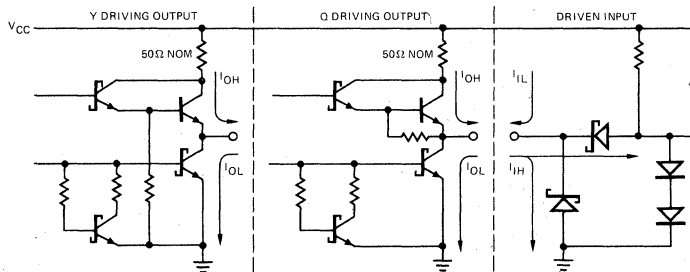 Y DRIVING OUTPUT
Q DRIVING OUTPUT
DRIVEN INPUT
VCC
50Ω NOM
50Ω NOM
IOH
IOH
IIL
IOL
IOL
IIH